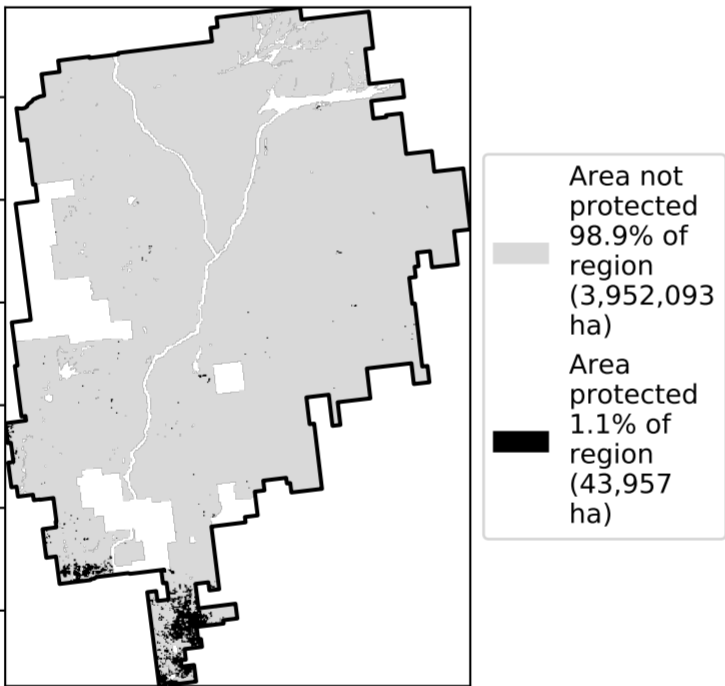 Area not
protected
98.9% of
region
(3,952,093
ha)
Area
protected
1.1% of
region
(43,957
ha)